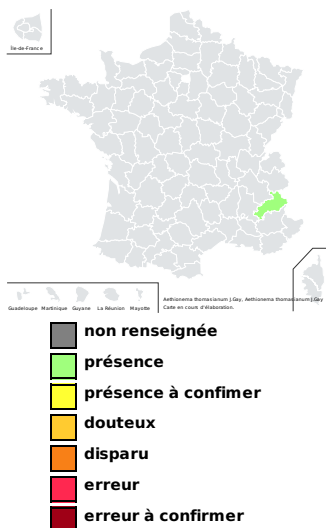 Île-de-France
Guadeloupe Martinique Guyane La Réunion Mayotte
Aethionema thomasianum J.Gay, Aethionema thomasianum J.Gay
Carte en cours d'élaboration.
non renseignée
présence
présence à confimer
douteux
disparu
erreur
erreur à confirmer